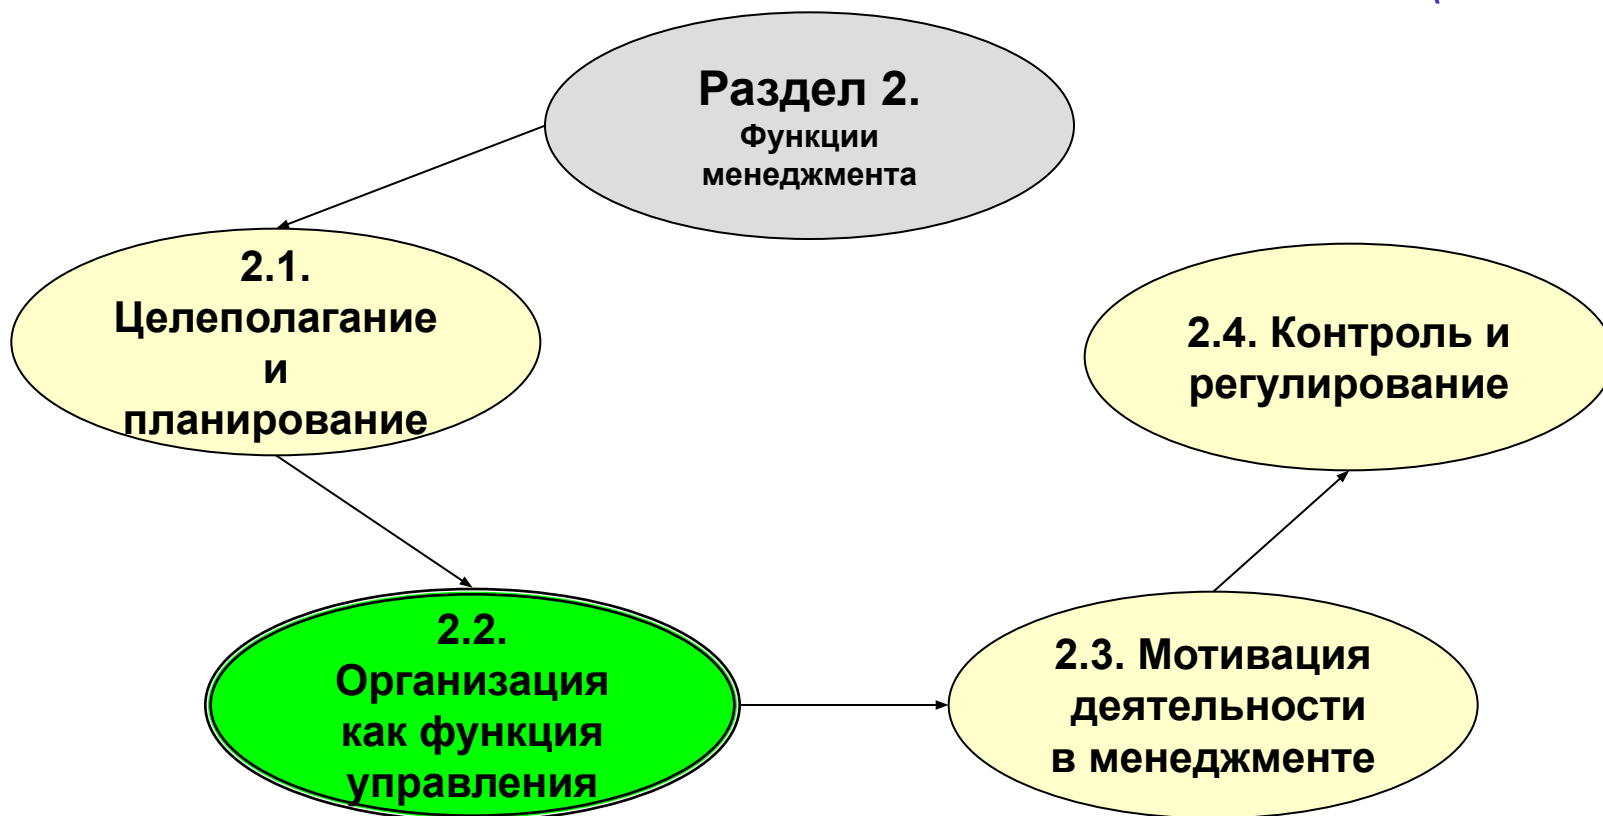 Раздел 2.
Функции
менеджмента
2.1.
Целеполагание
и
планирование
2.4. Контроль и
регулирование
2.2.
Организация
как функция
управления
2.3. Мотивация
деятельности
в менеджменте